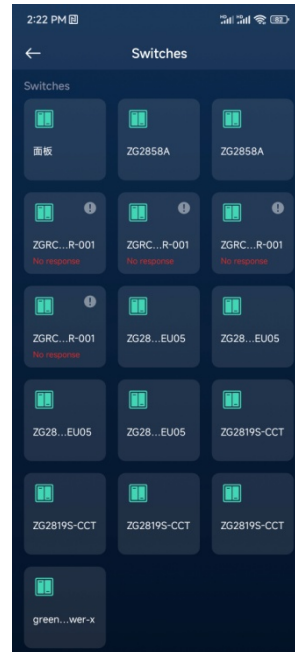 2:22 PM
82
Switches
Switches
面板
ZG2858A
ZG2858A
ZGRC...R-001
No response
ZGRC...R-001
No response
ZGRC...R-001
No response
ZGRC...R-001
No response
ZG28...EU05
ZG28...EU05
ZG28...EU05
ZG28...EU05
ZG2819S-CCT
ZG2819S-CCT
ZG2819S-CCT
ZG2819S-CCT
green...wer-x